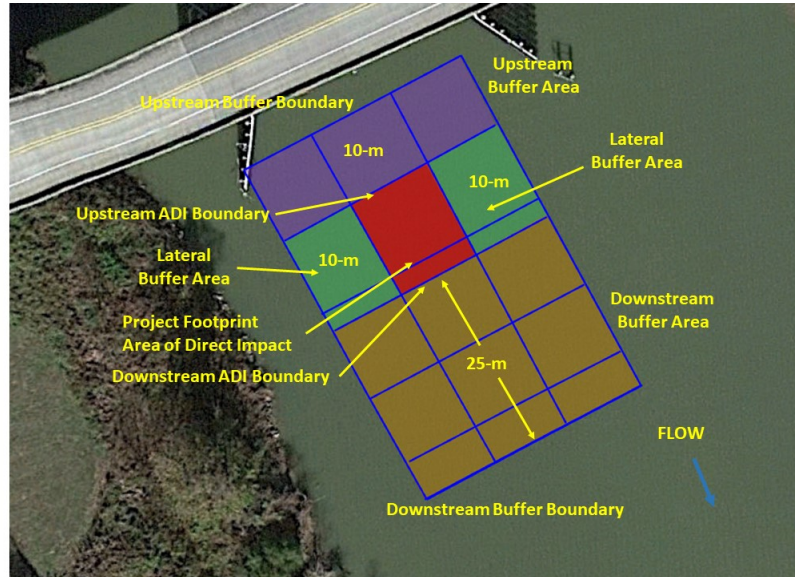 Upstream
Buffer Area
Upstream Buffer Boundary
10-m
Lateral
Buffer Area
10-m
Upstream ADI Boundary
Lateral
Buffer Area
10-m
Project Footprint
Area of Direct Impact
Downstream
Buffer Area
Downstream ADI Boundary
25-m
FLOW
Downstream Buffer Boundary